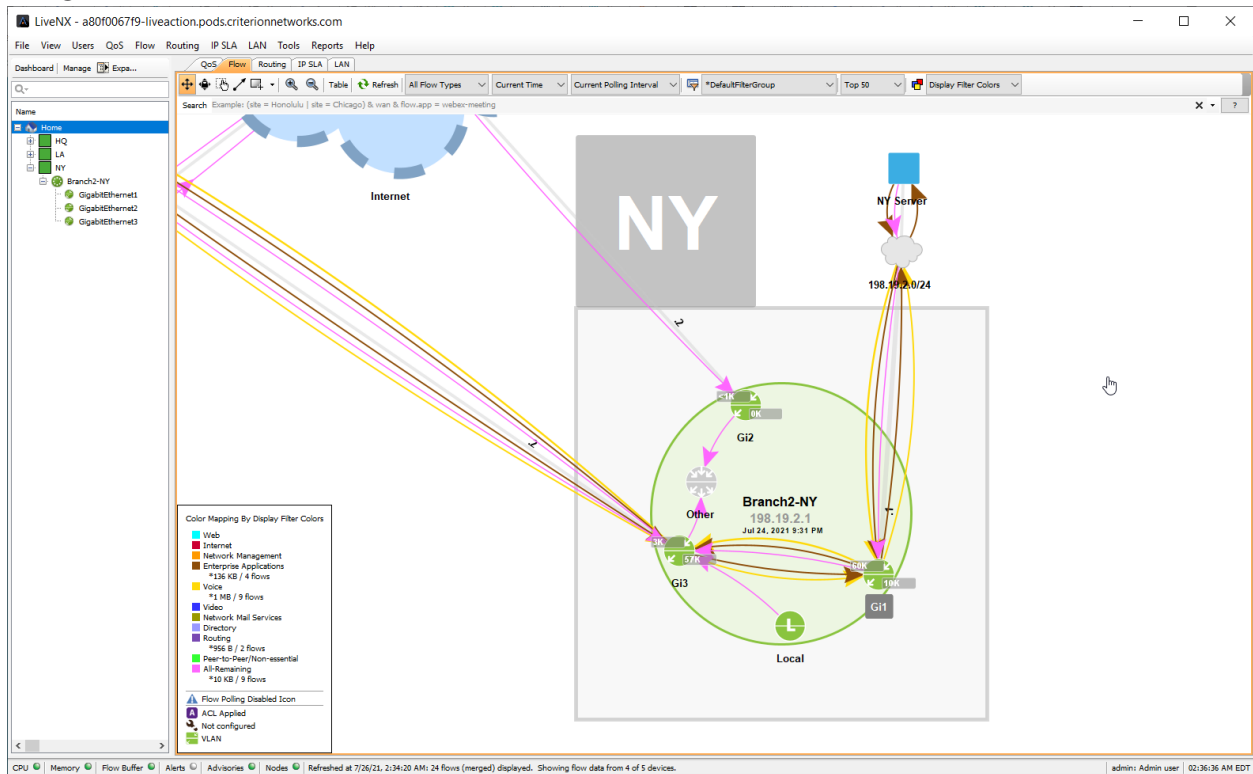 LiveNX - a80f0067f9-liveaction.pods.criterionnetworks.com
File View Users QoS Flow Routing IP SLA LAN Tools Reports Help
Dashboard Manage Expa...
QoS Flow Routing IP SLA LAN
Table Refresh All Flow Types Current Time Current Polling Interval *DefaultFilterGroup Top 50 Display Filter Colors
Search Example: (site = Honolulu | site = Chicago) & wan & flow.app = webex-meeting
?
Name
Home
HQ
LA
NY
Branch2-NY
GigabitEthernet1
GigabitEthernet2
GigabitEthernet3
Internet
NY
NY Server
198.19.2.0/24
.2
<1K
0K
Gi2
.2
Other
Branch2-NY
198.19.2.1
Jul 24, 2021 9:31 PM
.1
3K
57K
Gi3
60K
10K
Gi1
L
Local
Color Mapping By Display Filter Colors
Web
Internet
Network Management
Enterprise Applications
*136 KB / 4 flows
Voice
*1 MB / 9 flows
Video
Network Mail Services
Directory
Routing
*956 B / 2 flows
Peer-to-Peer/Non-essential
All-Remaining
*10 KB / 9 flows
Flow Polling Disabled Icon
A ACL Applied
Not configured
VLAN
CPU Memory Flow Buffer Alerts Advisories Nodes Refreshed at 7/26/21, 2:34:20 AM: 24 flows (merged) displayed. Showing flow data from 4 of 5 devices. admin: Admin user 02:36:36 AM EDT